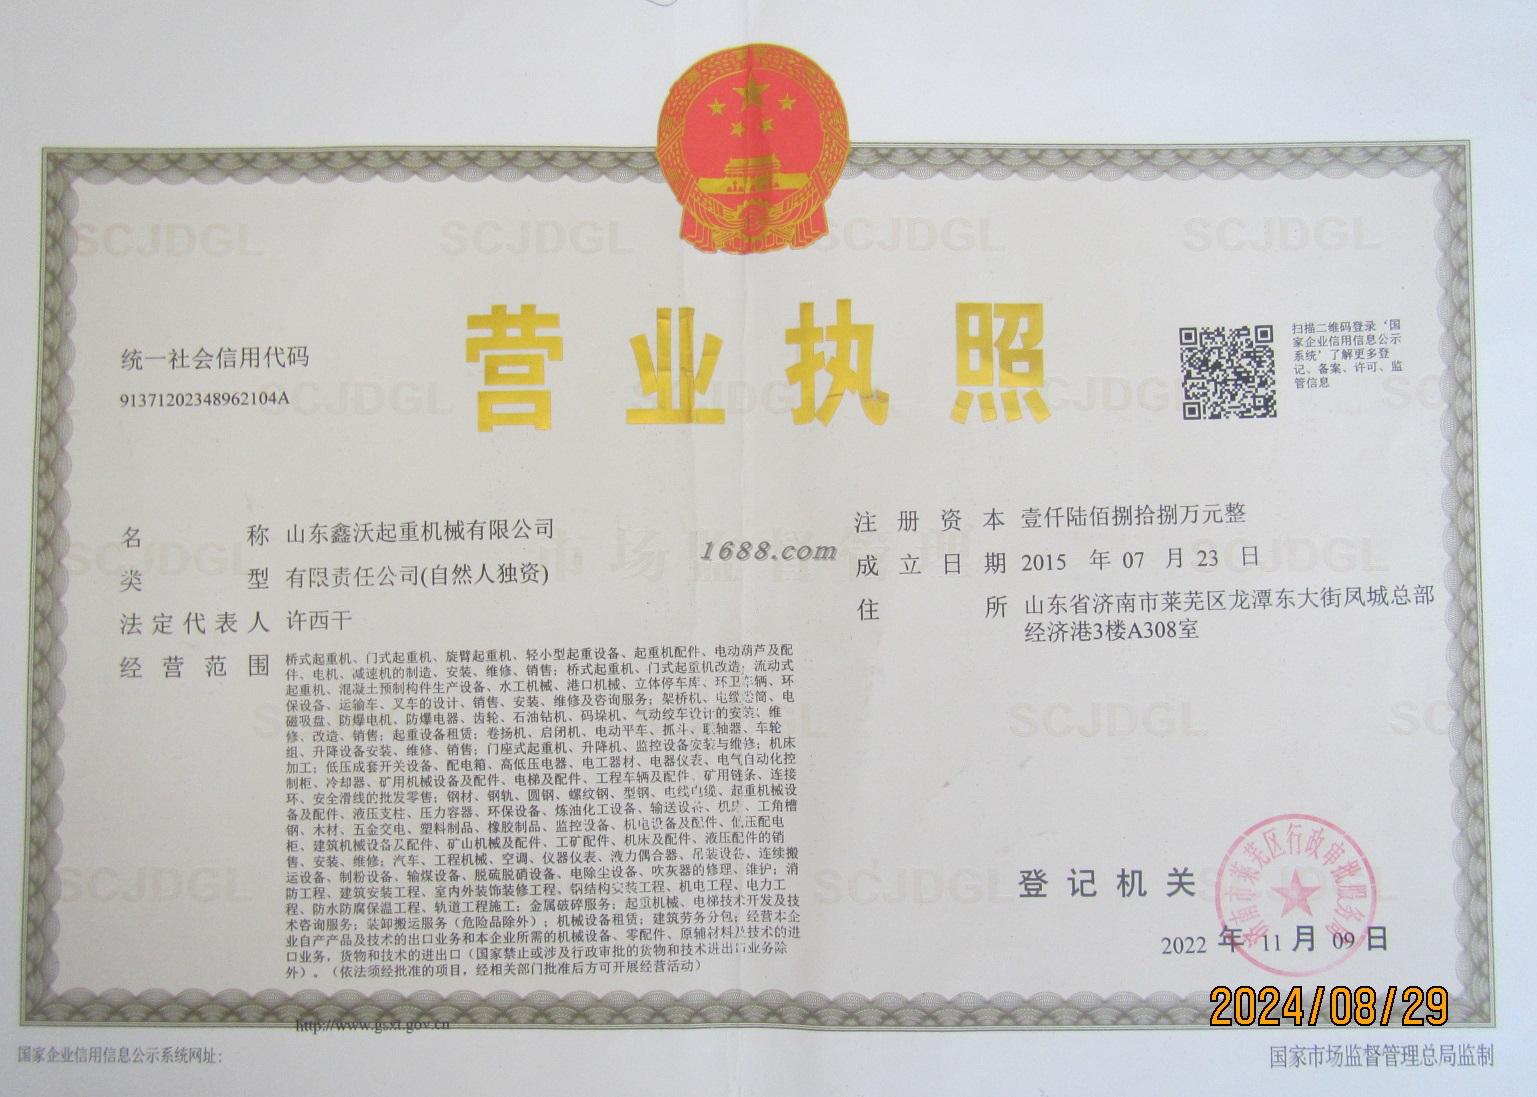 营业执照
统一社会信用代码
91371202348962104A
扫描二维码登录‘国
家企业信用信息公示
系统’了解更多登
记、备案、许可、监
管信息
名称 山东鑫沃起重机械有限公司
类型 有限责任公司(自然人独资)
法定代表人 许西干
经营范围 桥式起重机、门式起重机、旋臂起重机、轻小型起重设备、起重机配件、电动葫芦及配
件、电机、减速机的制造、安装、维修、销售；桥式起重机、门式起重机改造；流动式
起重机、混凝土预制构件生产设备、水工机械、港口机械、立体停车库、环卫车辆、环
保设备、运输车、叉车的设计、销售、安装、维修及咨询服务；架桥机、电缆卷筒、电
磁吸盘、防爆电机、防爆电器、齿轮、石油钻机、码垛机、气动绞车设计的安装、维
修、改造、销售；起重设备租赁；卷扬机、启闭机、电动平车、抓斗、联轴器、车轮
组、升降设备安装、维修、销售；门座式起重机、升降机、监控设备安装与维修；机床
加工；低压成套开关设备、配电箱、高低压电器、电工器材、电器仪表、电气自动化控
制柜、冷却器、矿用机械设备及配件、电梯及配件、工程车辆及配件、矿用链条、连接
环、安全滑线的批发零售；钢材、钢轨、圆钢、螺纹钢、型钢、电线电缆、起重机械设
备及配件、液压支柱、压力容器、环保设备、炼油化工设备、输送设备、机床、工角槽
钢、木材、五金交电、塑料制品、橡胶制品、监控设备、机电设备及配件、低压配电
柜、建筑机械设备及配件、矿山机械及配件、工矿配件、机床及配件、液压配件的销
售、安装、维修；汽车、工程机械、空调、仪器仪表、液力偶合器、吊装设备、连续搬
运设备、制粉设备、输煤设备、脱硫脱硝设备、电除尘设备、吹灰器的修理、维护；消
防工程、建筑安装工程、室内外装饰装修工程、钢结构安装工程、机电工程、电力工
程、防水防腐保温工程、轨道工程施工；金属破碎服务；起重机械、电梯技术开发及技
术咨询服务；装卸搬运服务（危险品除外）；机械设备租赁；建筑劳务分包；经营本企
业自产产品及技术的出口业务和本企业所需的机械设备、零配件、原辅材料及技术的进
口业务，货物和技术的进出口（国家禁止或涉及行政审批的货物和技术进出口业务除
外）。（依法须经批准的项目，经相关部门批准后方可开展经营活动）
注册资本 壹仟陆佰捌拾捌万元整
成立日期 2015 年 07 月 23 日
住所 山东省济南市莱芜区龙潭东大街凤城总部
经济港3楼A308室
1688.com
登记机关
济南市莱芜区行政审批服务局
2022 年 11 月 09 日
2024/08/29
http://www.gsxt.gov.cn
国家企业信用信息公示系统网址：
国家市场监督管理总局监制